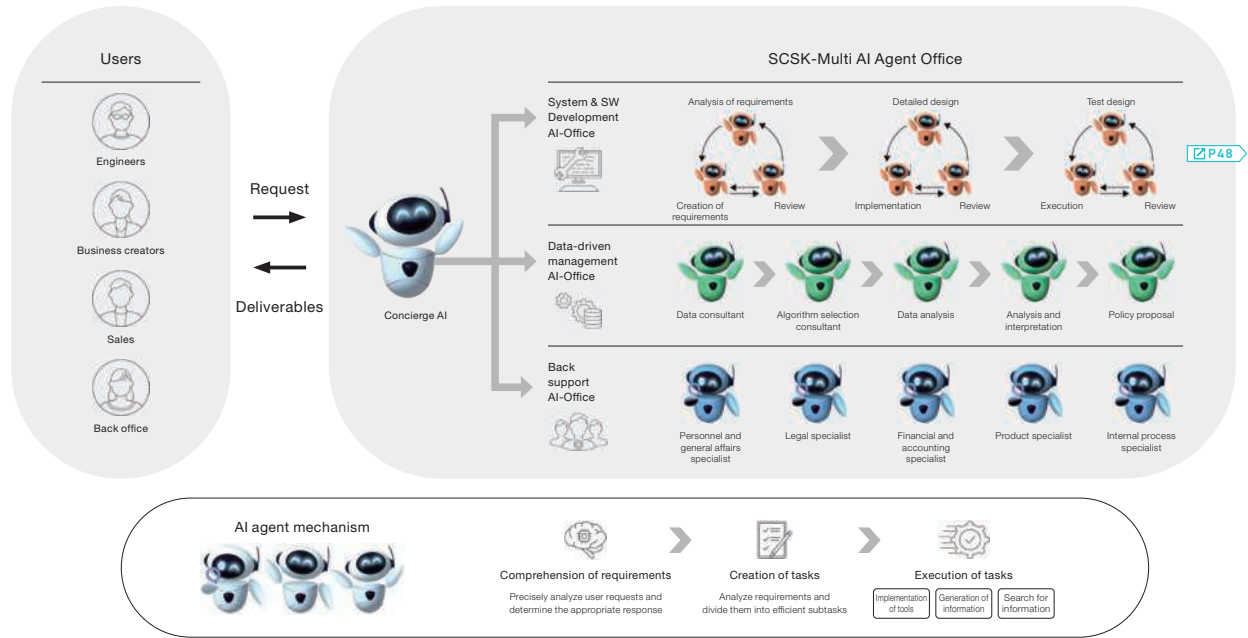 Users
Engineers
Business creators
Sales
Back office
Request
Deliverables
Concierge AI
SCSK-Multi AI Agent Office
System & SW
Development
AI-Office
Analysis of requirements
Creation of
requirements
Review
Detailed design
Implementation
Review
Test design
Execution
Review
P48
Data-driven
management
AI-Office
Data consultant
Algorithm selection
consultant
Data analysis
Analysis and
interpretation
Policy proposal
Back
support
AI-Office
Personnel and
general affairs
specialist
Legal specialist
Financial and
accounting
specialist
Product specialist
Internal process
specialist
AI agent mechanism
Comprehension of requirements
Precisely analyze user requests and
determine the appropriate response
Creation of tasks
Analyze requirements and
divide them into efficient subtasks
Execution of tasks
Implementation
of tools
Generation of
information
Search for
information